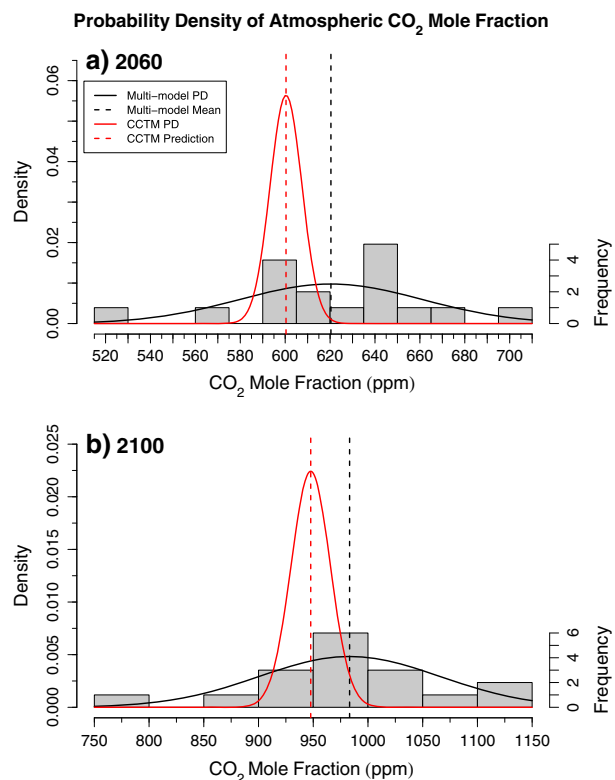 Probability Density of Atmospheric CO2 Mole Fraction
a) 2060
Multi−model PD
Multi−model Mean
CCTM PD
CCTM Prediction
Density
0.00 0.02 0.04 0.06
Frequency
0 2 4
520 540 560 580 600 620 640 660 680 700
CO2 Mole Fraction (ppm)
b) 2100
Density
0.000 0.005 0.010 0.015 0.020 0.025
Frequency
0 2 4 6
750 800 850 900 950 1000 1050 1100 1150
CO2 Mole Fraction (ppm)